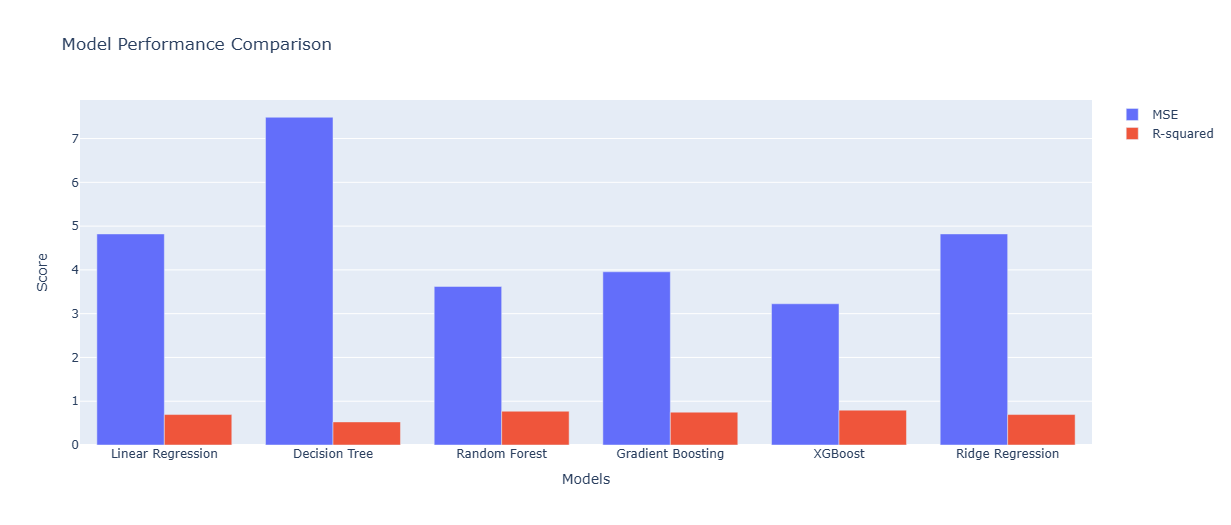 Model Performance Comparison
MSE
R-squared
7
6
5
4
3
2
1
0
Score
Linear Regression
Decision Tree
Random Forest
Gradient Boosting
XGBoost
Ridge Regression
Models